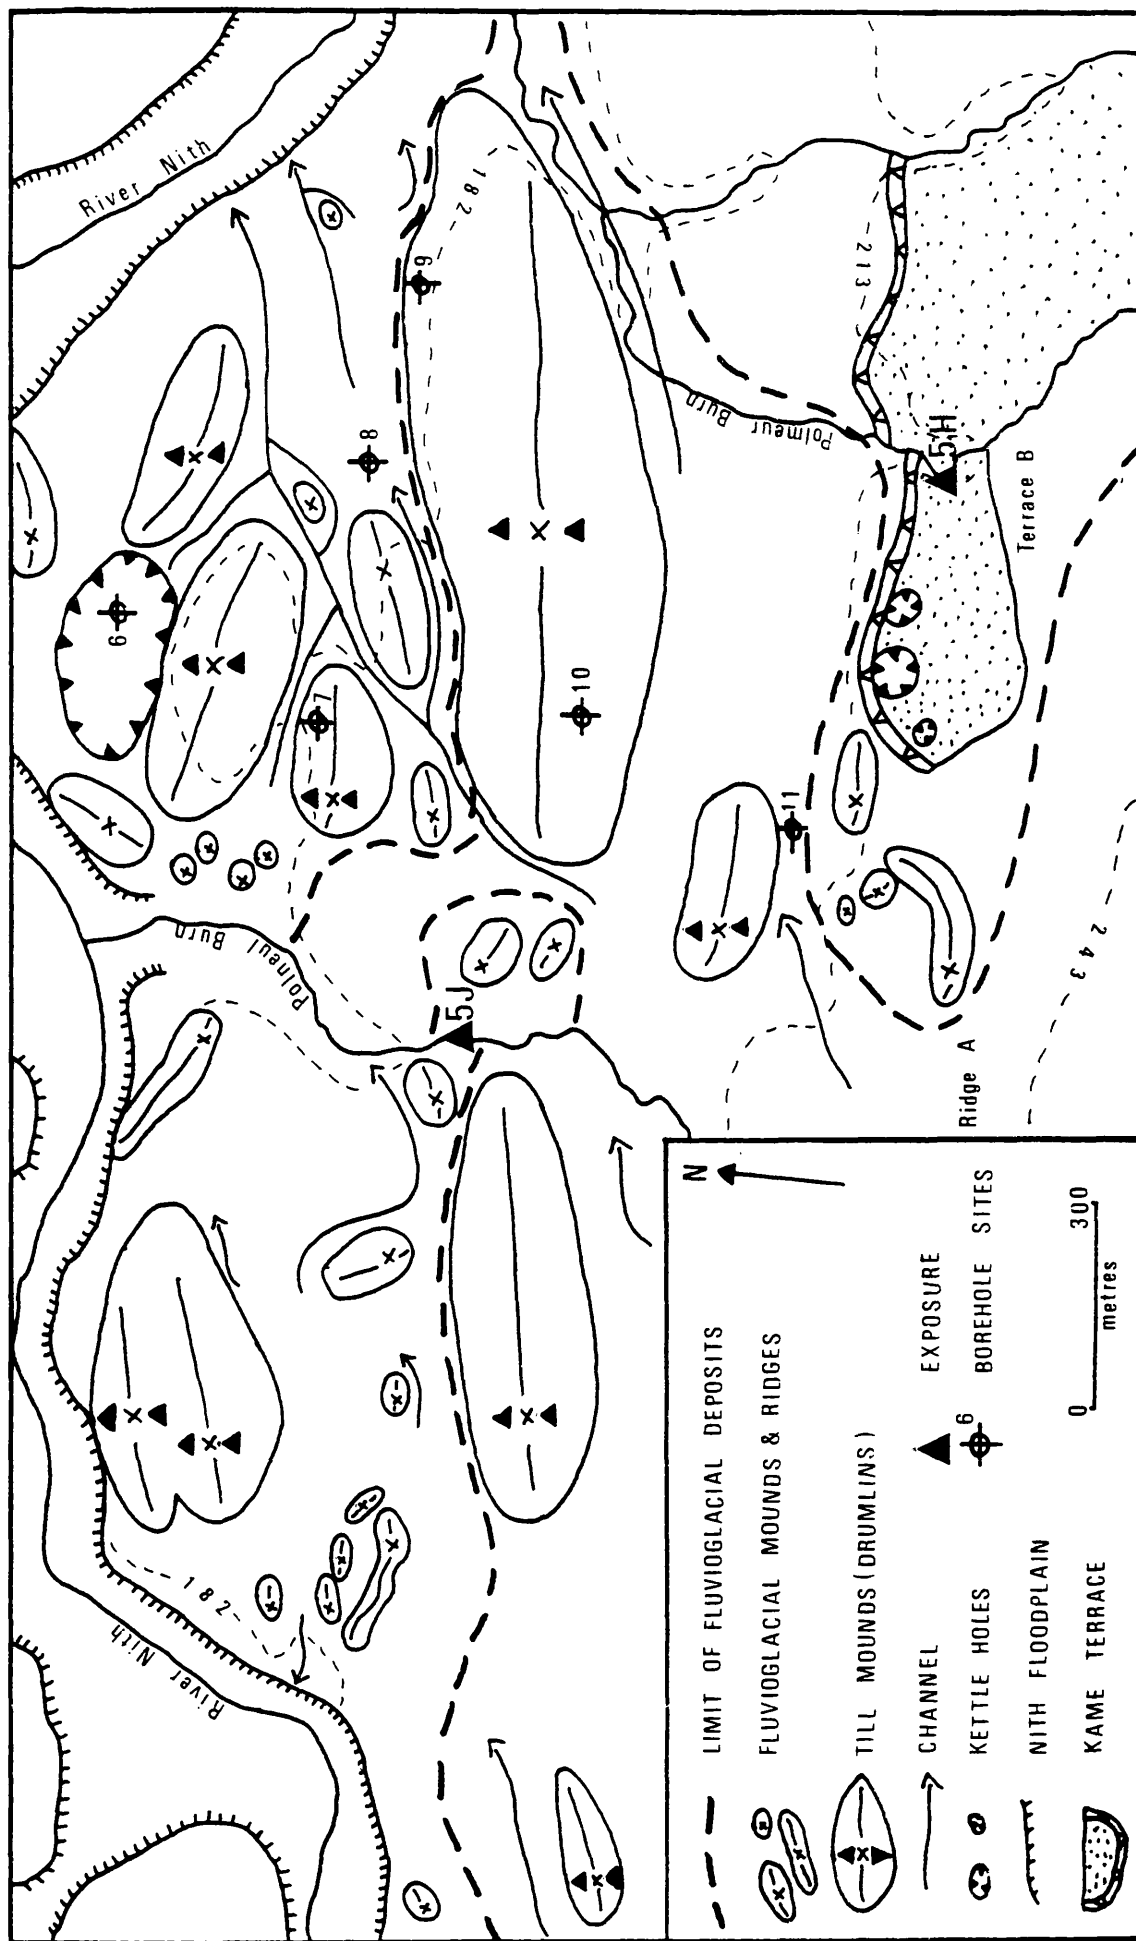 River Nith
River Nith
182
182
Polneul Burn
Polmeur Burn
5J
5H
6
7
8
9
10
11
213
243
Ridge A
Terrace B
N
LIMIT OF FLUVIOGLACIAL DEPOSITS
FLUVIOGLACIAL MOUNDS & RIDGES
TILL MOUNDS (DRUMLINS)
CHANNEL
EXPOSURE
KETTLE HOLES
6
BOREHOLE SITES
NITH FLOODPLAIN
KAME TERRACE
0
300
metres